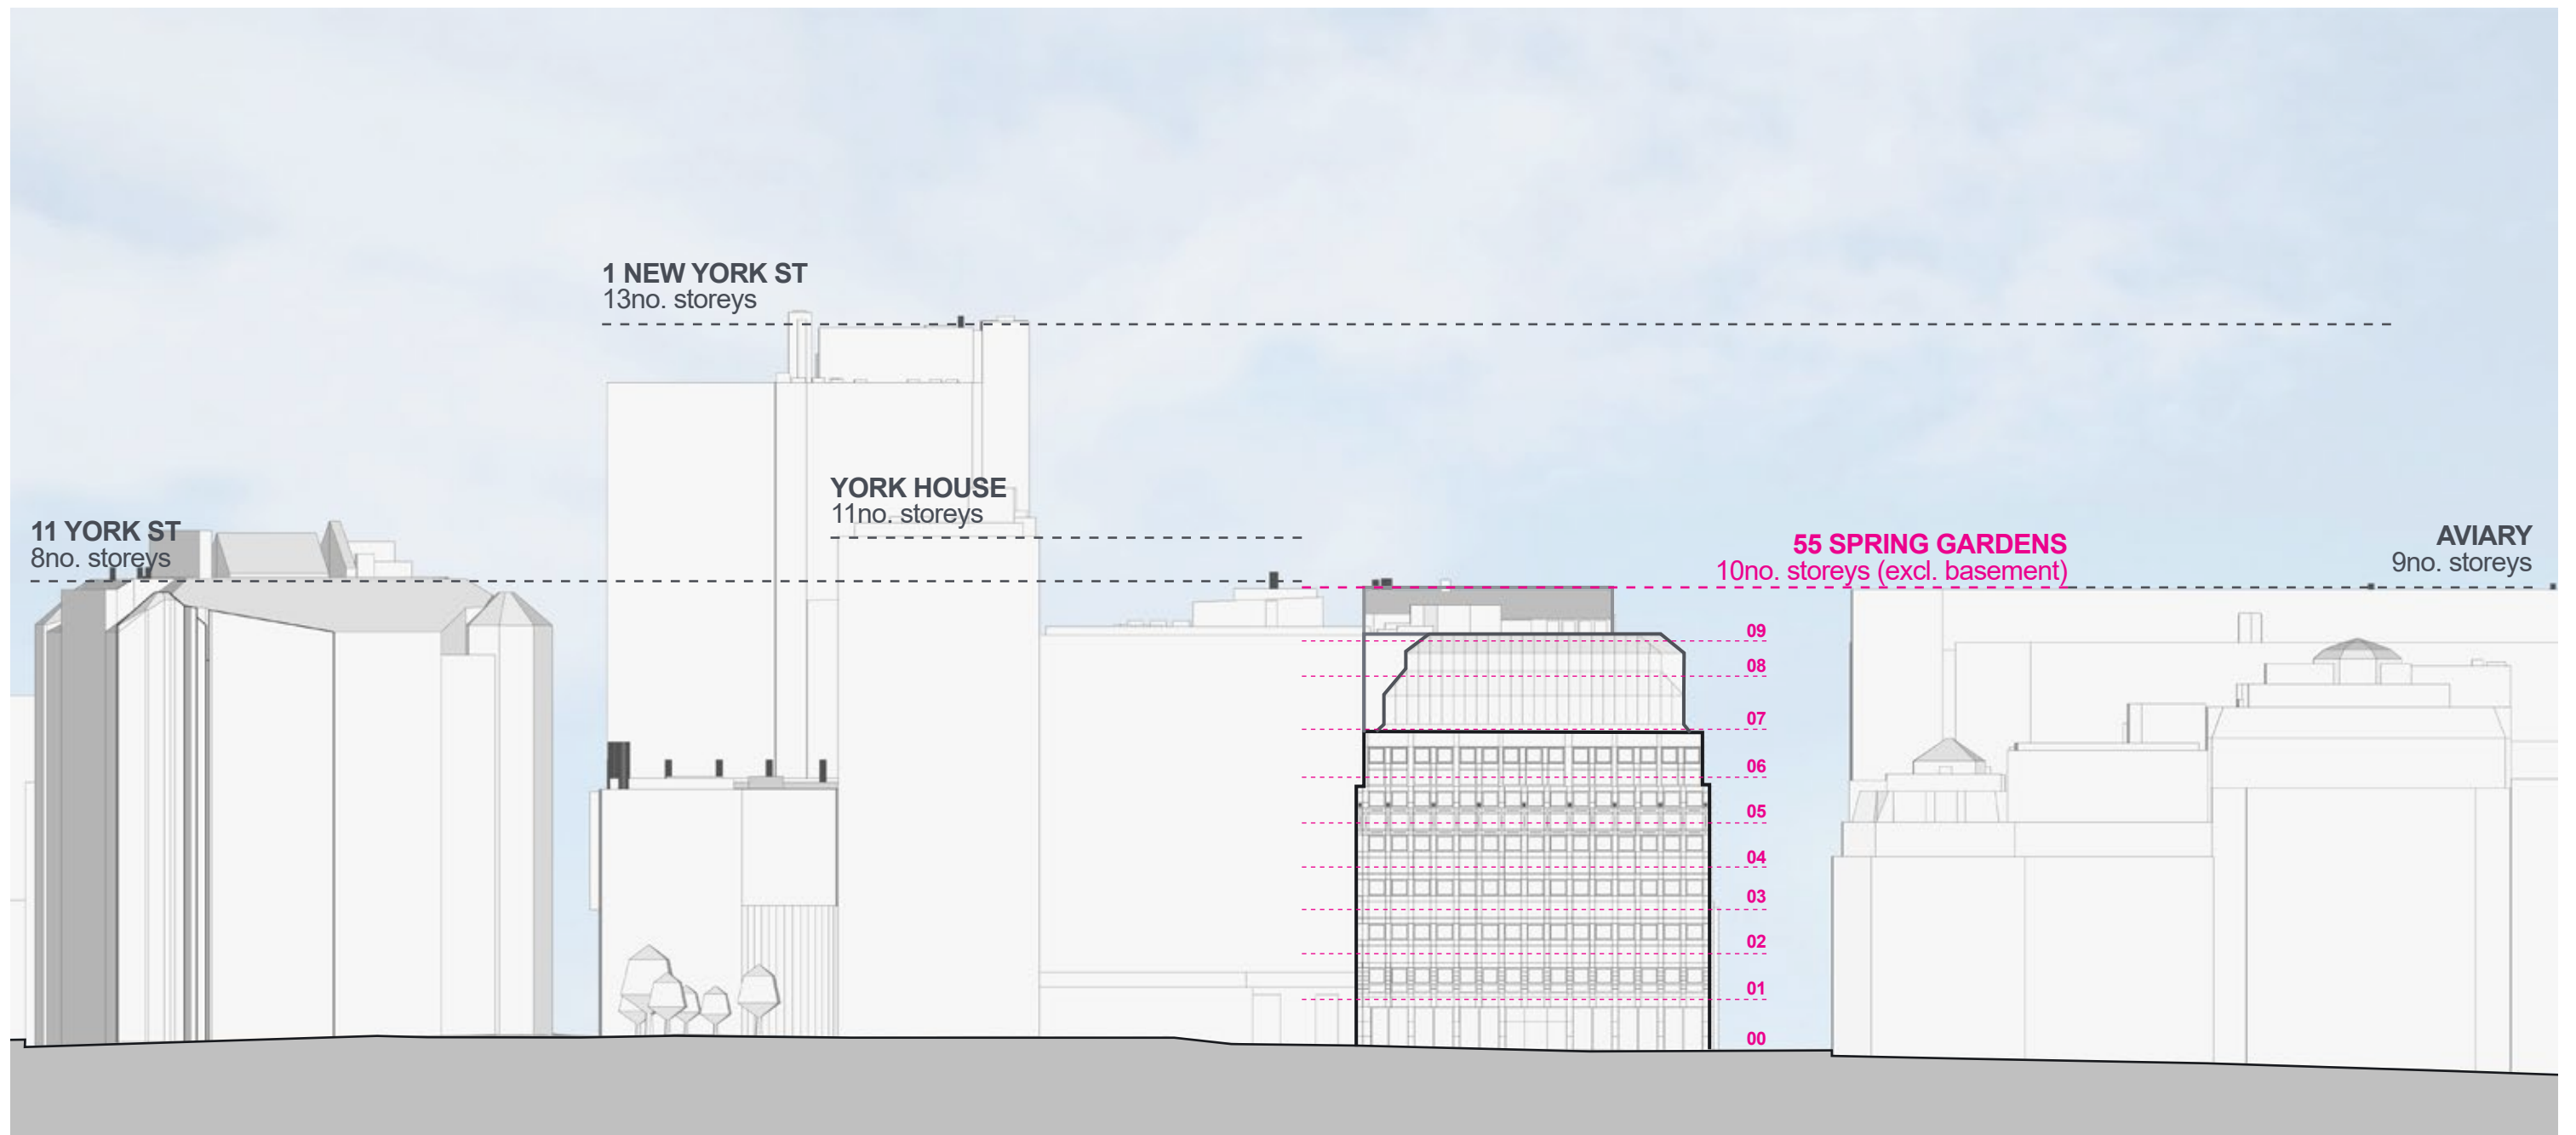 1 NEW YORK ST
13no. storeys
YORK HOUSE
11no. storeys
11 YORK ST
8no. storeys
55 SPRING GARDENS
10no. storeys (excl. basement)
AVIARY
9no. storeys
09
08
07
06
05
04
03
02
01
00